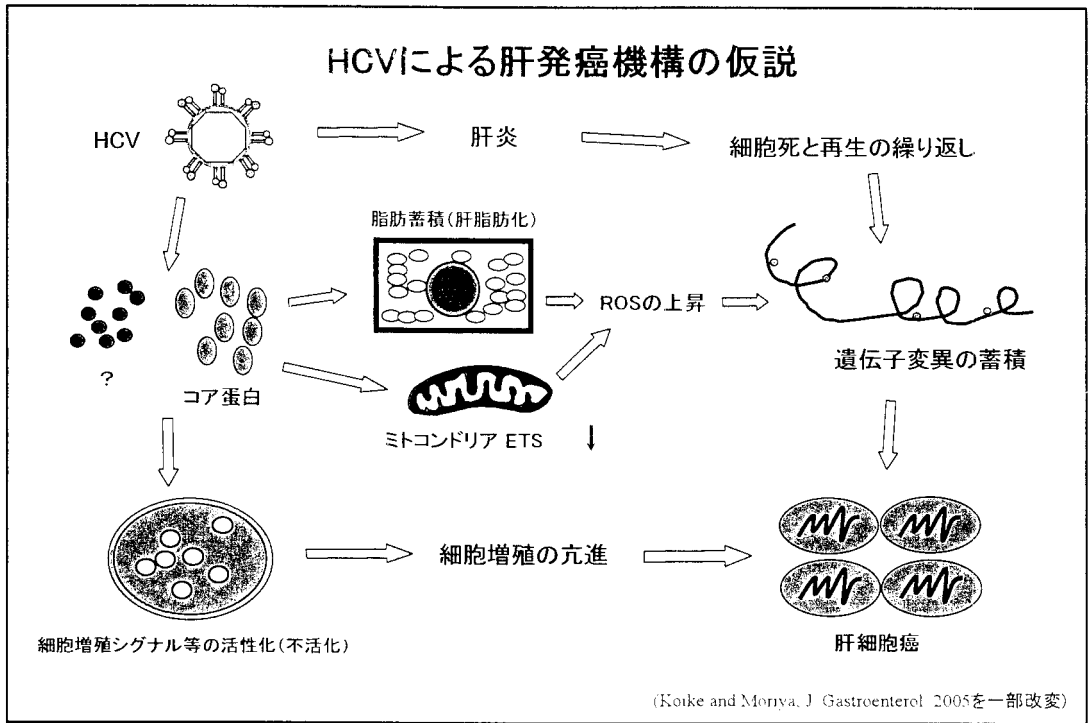 HCVによる肝発癌機構の仮説
HCV
肝炎
細胞死と再生の繰り返し
脂肪蓄積(肝脂肪化)
ROSの上昇
?
コア蛋白
ミトコンドリア ETS ↓
遺伝子変異の蓄積
細胞増殖の亢進
細胞増殖シグナル等の活性化(不活化)
肝細胞癌
(Koike and Moriya, J Gastroenterol 2005を一部改変)